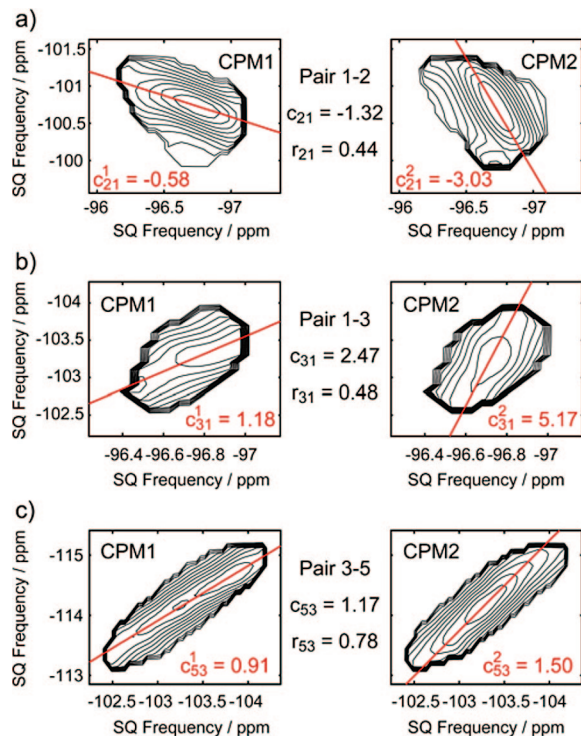 a)
CPM1
CPM2
SQ Frequency / ppm
-101.5
-101
-100.5
-100
-96
-96.5
-97
SQ Frequency / ppm
c¹₂₁ = -0.58
Pair 1-2
c₂₁ = -1.32
r₂₁ = 0.44
c²₂₁ = -3.03
-96
-96.5
-97
SQ Frequency / ppm
b)
CPM1
CPM2
SQ Frequency / ppm
-104
-103.5
-103
-102.5
-96.4 -96.6 -96.8 -97
SQ Frequency / ppm
c¹₃₁ = 1.18
Pair 1-3
c₃₁ = 2.47
r₃₁ = 0.48
c²₃₁ = 5.17
-96.4 -96.6 -96.8 -97
SQ Frequency / ppm
c)
CPM1
CPM2
SQ Frequency / ppm
-115
-114
-113
-102.5 -103 -103.5 -104
SQ Frequency / ppm
c¹₅₃ = 0.91
Pair 3-5
c₅₃ = 1.17
r₅₃ = 0.78
c²₅₃ = 1.50
-102.5 -103 -103.5 -104
SQ Frequency / ppm